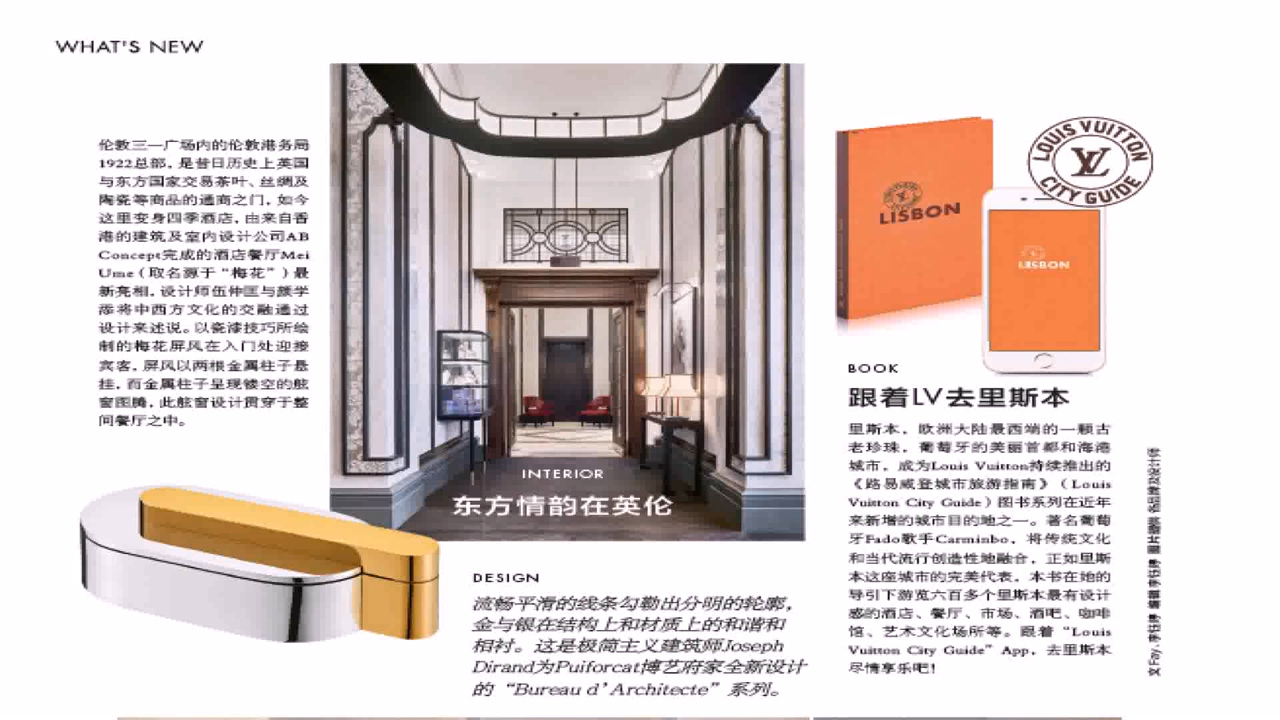 WHAT'S NEW
伦敦三一广场内的伦敦港务局
1922总部，是昔日历史上英国
与东方国家交易茶叶、丝绸及
陶瓷等商品的通商之门，如今
这里变身四季酒店，由来自香
港的建筑及室内设计公司AB
Concept完成的酒店餐厅Mei
Ume（取名源于“梅花”）最
新亮相，设计师伍仲匡与颜学
添将中西方文化的交融通过
设计来述说。以瓷漆技巧所绘
制的梅花屏风在入门处迎接
宾客，屏风以两根金属柱子悬
挂，而金属柱子呈现镂空的舷
窗图腾，此舷窗设计贯穿于整
间餐厅之中。
INTERIOR
东方情韵在英伦
DESIGN
流畅平滑的线条勾勒出分明的轮廓，
金与银在结构上和材质上的和谐和
相衬。这是极简主义建筑师Joseph
Dirand为Puiforcat博艺府家全新设计
的“Bureau d’Architecte”系列。
LISBON
LOUIS VUITTON
LV
CITY GUIDE
LISBON
BOOK
跟着LV去里斯本
里斯本，欧洲大陆最西端的一颗古
老珍珠，葡萄牙的美丽首都和海港
城市，成为Louis Vuitton持续推出的
《路易威登城市旅游指南》（Louis
Vuitton City Guide）图书系列在近年
来新增的城市目的地之一。著名葡萄
牙Fado歌手Carminbo，将传统文化
和当代流行创造性地融合，正如里斯
本这座城市的完美代表，本书在她的
导引下游览六百多个里斯本最有设计
感的酒店、餐厅、市场、酒吧、咖啡
馆、艺术文化场所等。跟着“Louis
Vuitton City Guide”App，去里斯本
尽情享乐吧！